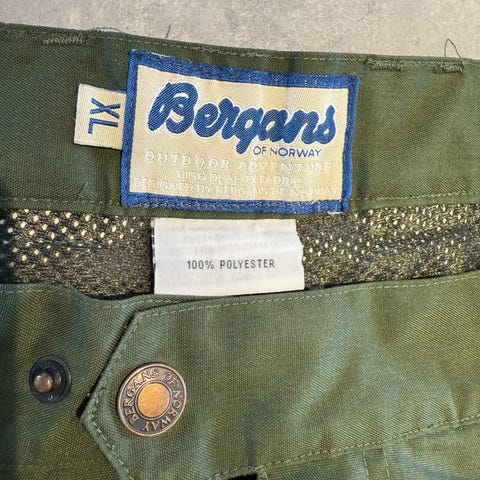 XL
Bergans
OF NORWAY
OUTDOOR ADVENTURE
DESIGNED BY BERGANS OF NORWAY
100% POLYESTER
BERGANS OF NORWAY